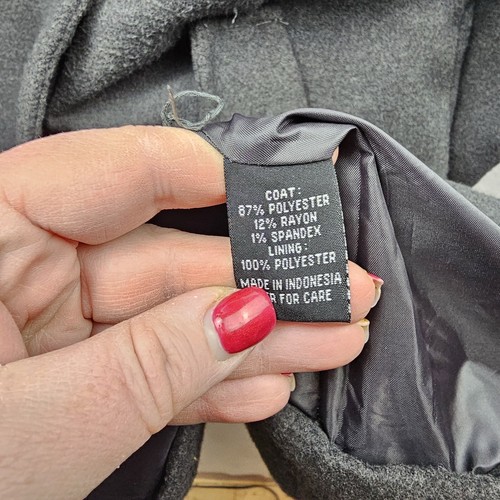 COAT:
87% POLYESTER
12% RAYON
1% SPANDEX
LINING:
100% POLYESTER
MADE IN INDONESIA
FOR CARE